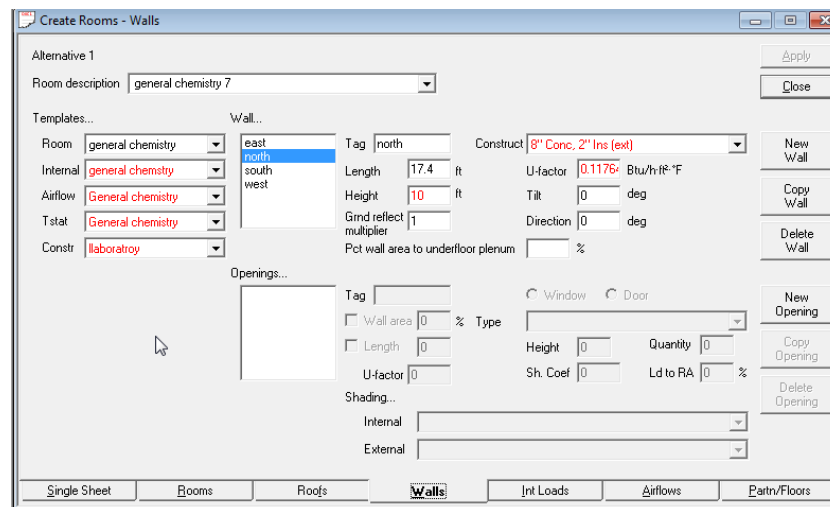 Create Rooms - Walls
Alternative 1
Apply
Room description general chemistry 7
Close
Templates...
Wall...
Room general chemistry
east
north
south
west
Tag north
Construct 8" Conc, 2" Ins (ext)
New Wall
Internal general chemstry
Length 17.4 ft
U-factor 0.11764 Btu/h·ft²·°F
Airflow General chemistry
Height 10 ft
Tilt 0 deg
Copy Wall
Tstat General chemistry
Grnd reflect multiplier 1
Direction 0 deg
Delete Wall
Constr llaboratroy
Pct wall area to underfloor plenum %
Openings...
Tag
Window Door
New Opening
Wall area 0 % Type
Length 0
Height 0 Quantity 0
Copy Opening
U-factor 0
Sh. Coef 0 Ld to RA 0 %
Delete Opening
Shading...
Internal
External
Single Sheet Rooms Roofs Walls Int Loads Airflows Partn/Floors